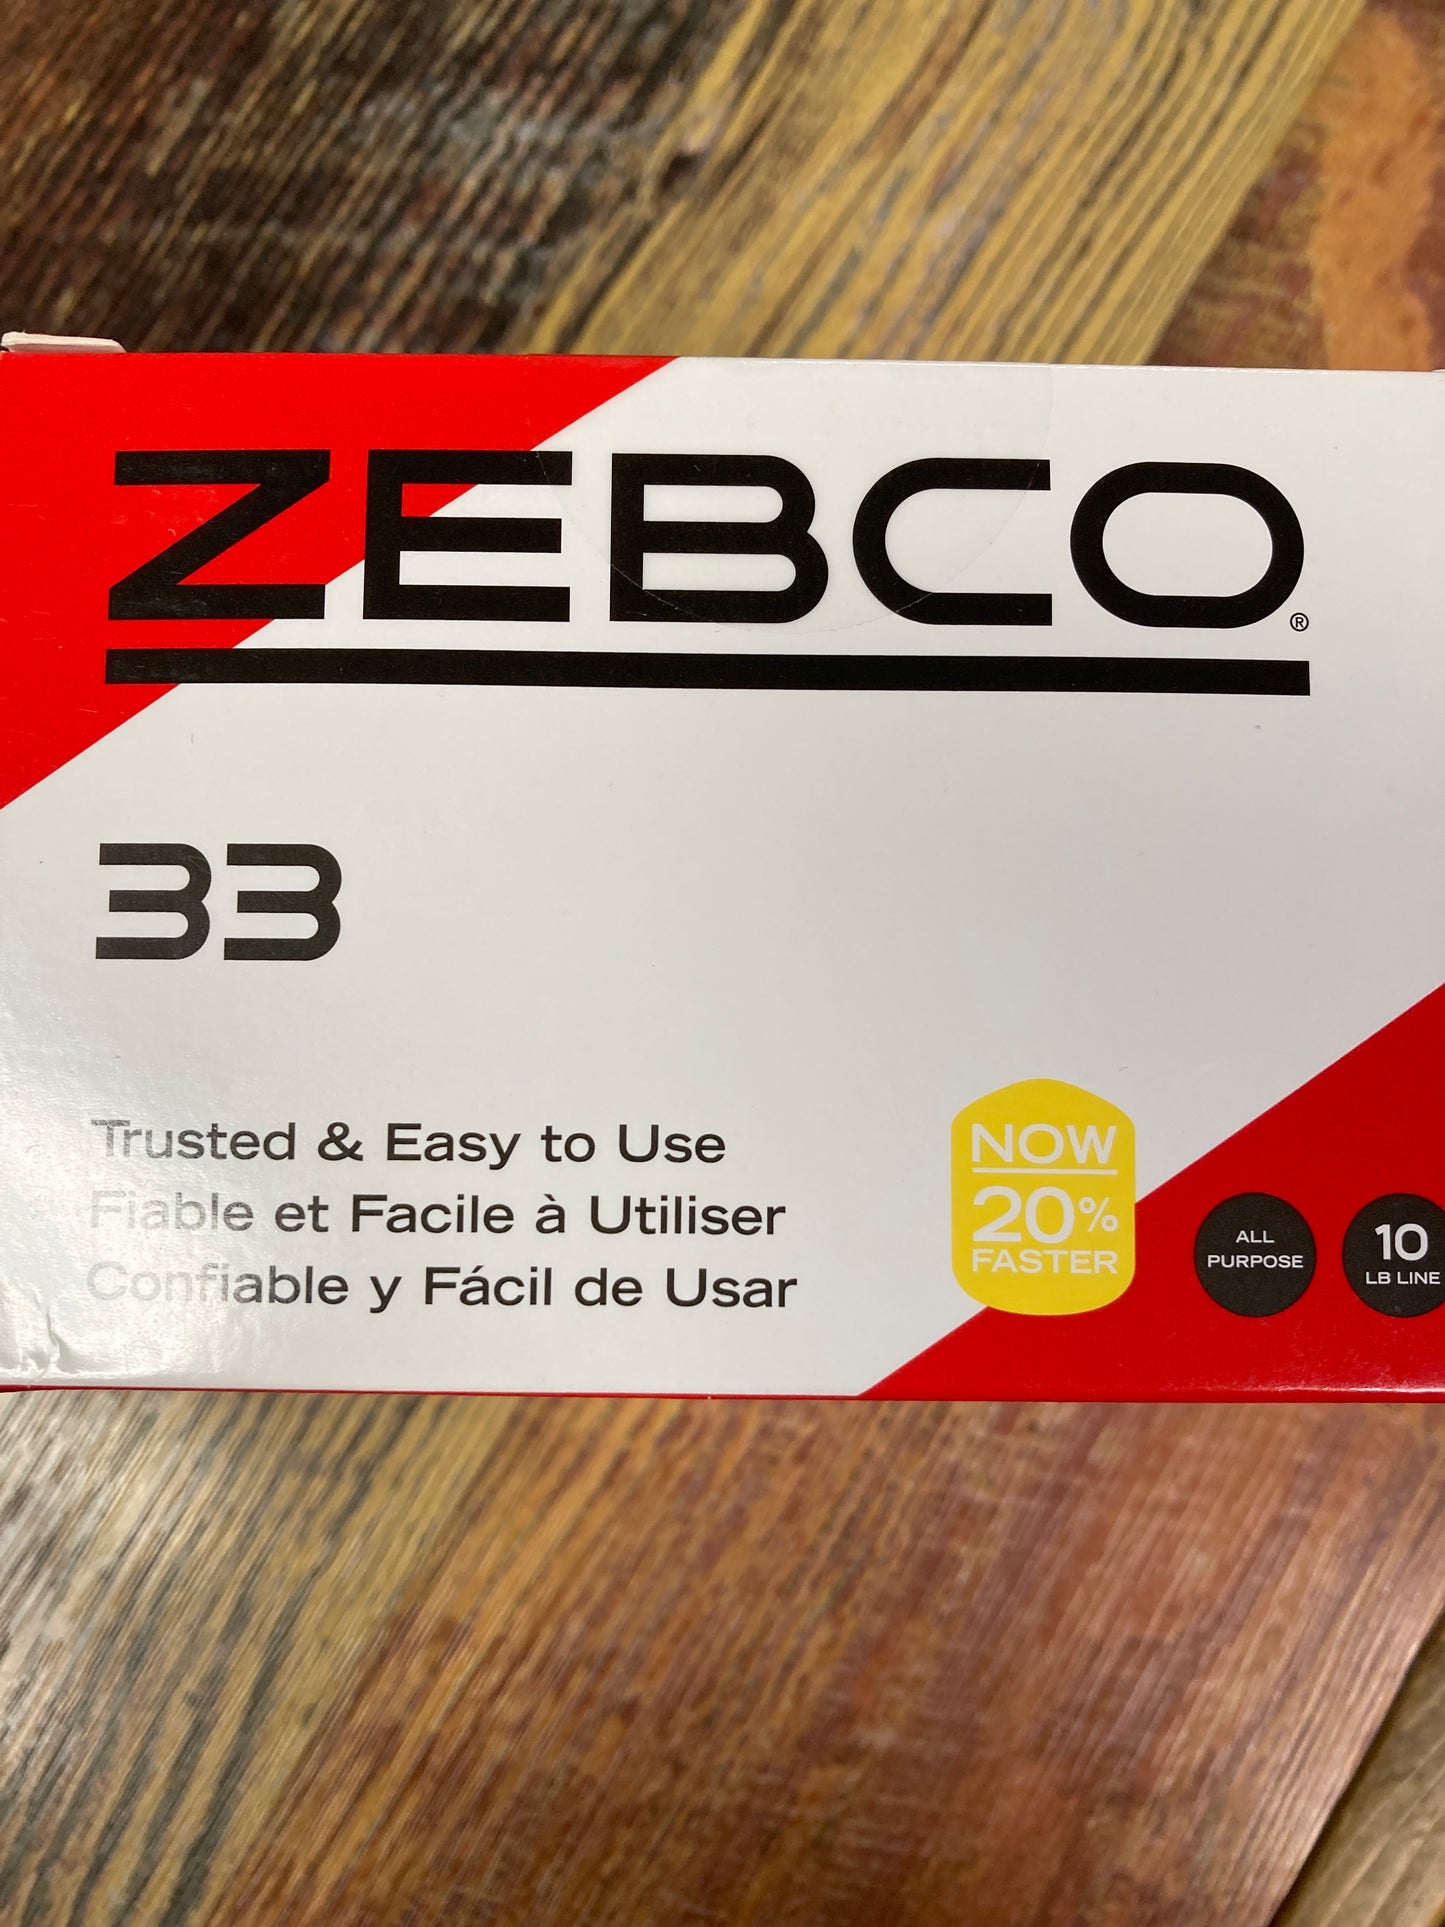 ZEBCO®
33
Trusted & Easy to Use
Fiable et Facile à Utiliser
Confiable y Fácil de Usar
NOW
20%
FASTER
ALL
PURPOSE
10
LB LINE